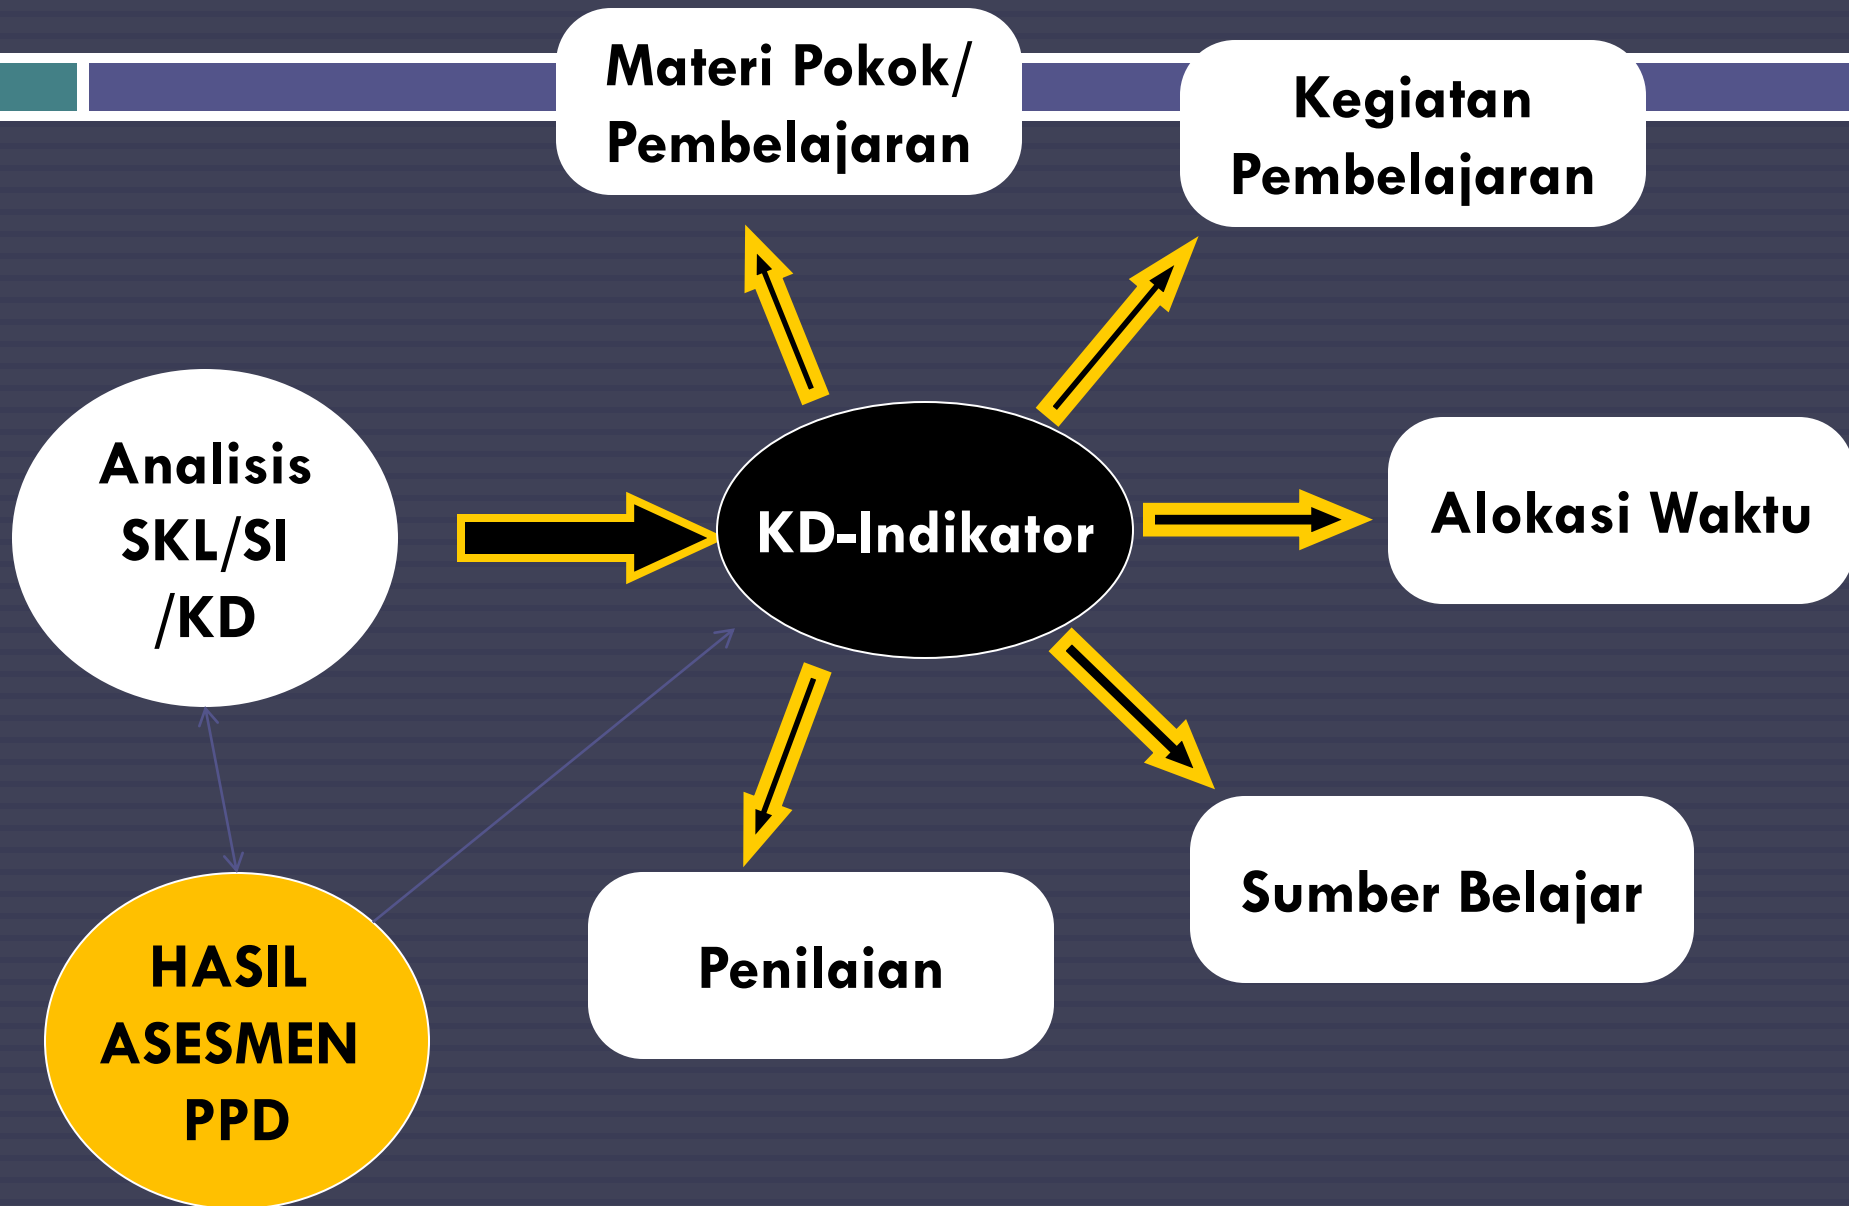 Materi Pokok/
Pembelajaran
Kegiatan
Pembelajaran
Analisis
SKL/SI
/KD
KD-Indikator
Alokasi Waktu
HASIL
ASESMEN
PPD
Penilaian
Sumber Belajar